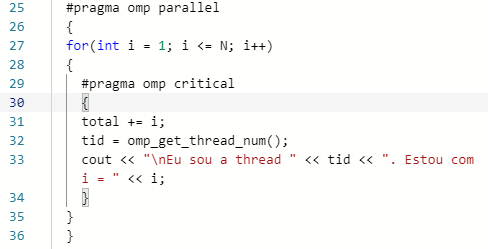 25 #pragma omp parallel
26 {
27 for(int i = 1; i <= N; i++)
28 {
29 #pragma omp critical
30 {
31 total += i;
32 tid = omp_get_thread_num();
33 cout << "\nEu sou a thread " << tid << ". Estou com
i = " << i;
34 }
35 }
36 }